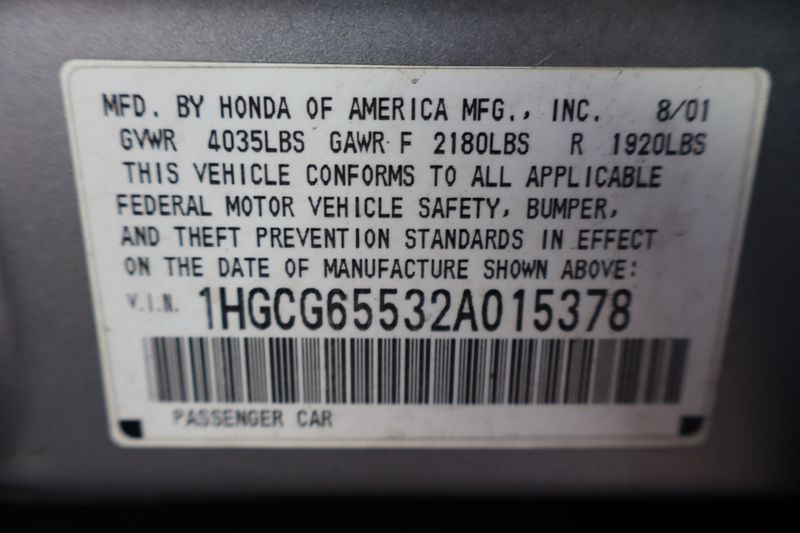 MFD. BY HONDA OF AMERICA MFG., INC. 8/01
GVWR 4035LBS GAWR F 2180LBS R 1920LBS
THIS VEHICLE CONFORMS TO ALL APPLICABLE
FEDERAL MOTOR VEHICLE SAFETY, BUMPER,
AND THEFT PREVENTION STANDARDS IN EFFECT
ON THE DATE OF MANUFACTURE SHOWN ABOVE:
V.I.N. 1HGCG65532A015378
PASSENGER CAR